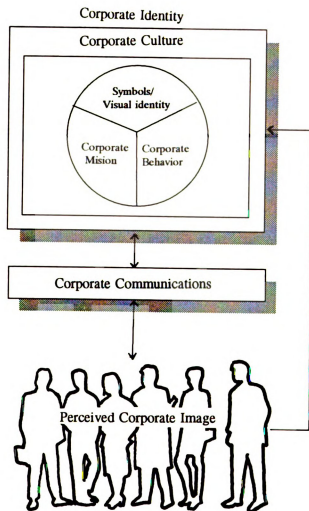 Corporate Identity
Corporate Culture
Symbols/
Visual identity
Corporate
Mision
Corporate
Behavior
Corporate Communications
Perceived Corporate Image